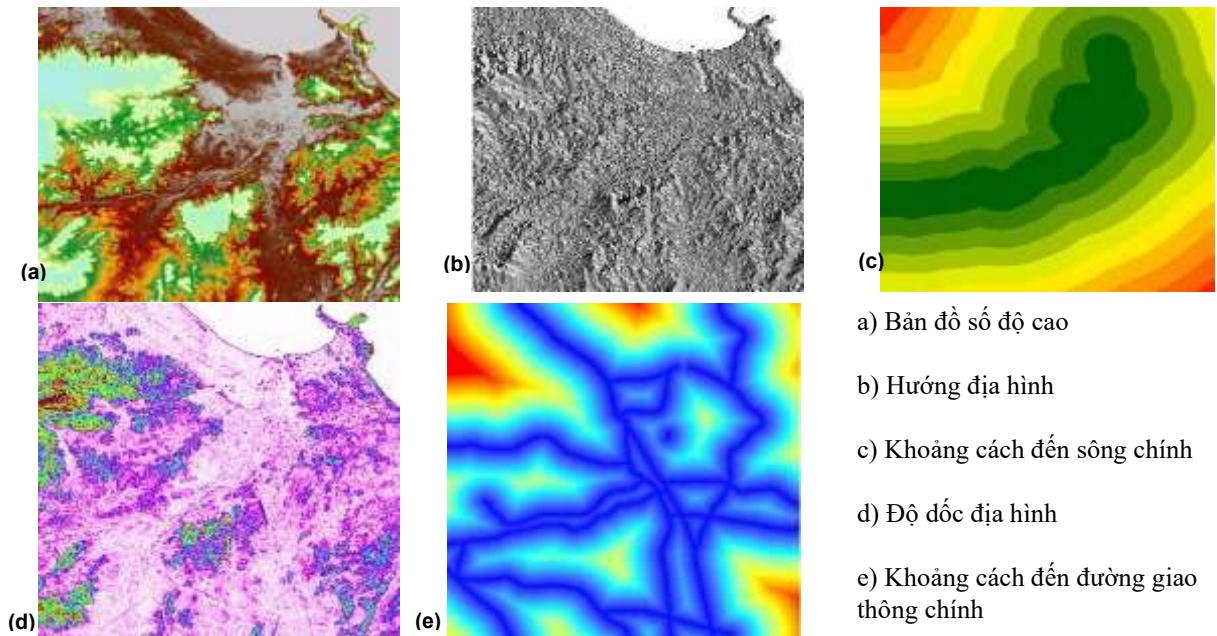 (a)
(b)
(c)
(d)
(e)
a) Bản đồ số độ cao
b) Hướng địa hình
c) Khoảng cách đến sông chính
d) Độ dốc địa hình
e) Khoảng cách đến đường giao
thông chính